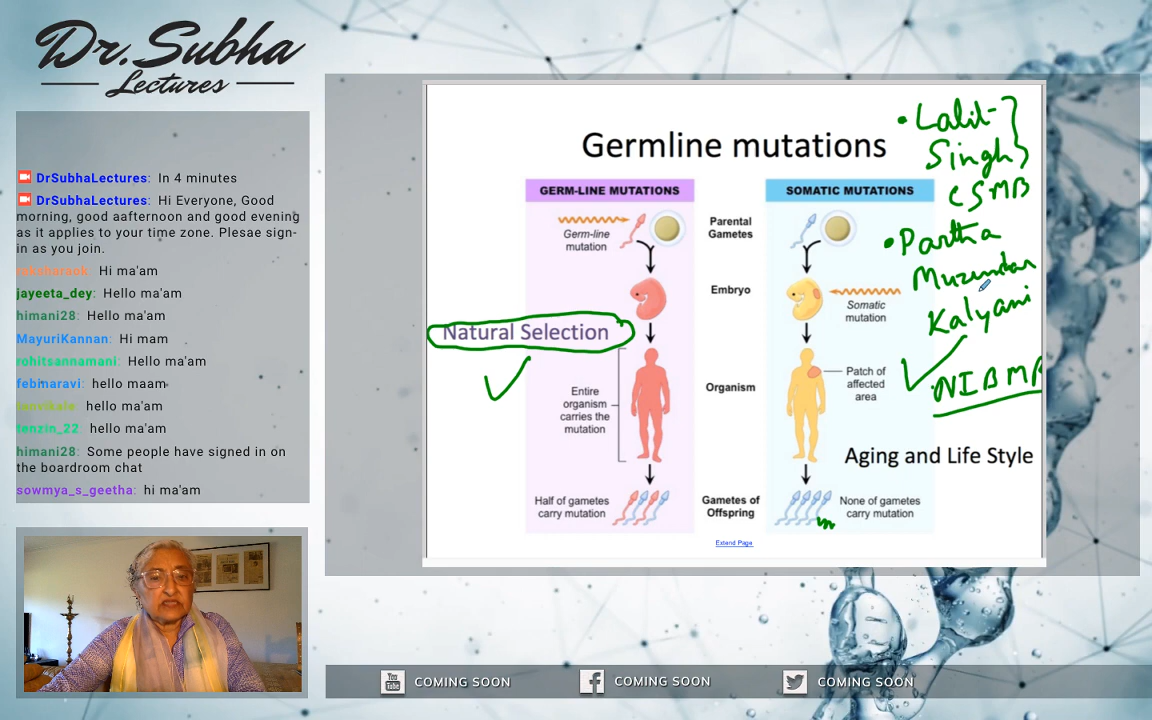 Dr. Subha
Lectures
DrSubhaLectures: In 4 minutes
DrSubhaLectures: Hi Everyone, Good
morning, good aafternoon and good evening
as it applies to your time zone. Plesae sign-
in as you join.
Hi ma'am
jayeeta_dey: Hello ma'am
himani28: Hello ma'am
MayuriKannan: Hi mam
rohitsannamani: Hello ma'am
febinaravi: hello maam
hello ma'am
tenzin_22: hello ma'am
himani28: Some people have signed in on
the boardroom chat
sowmya_s_geetha: hi ma'am
Germline mutations
GERM-LINE MUTATIONS
SOMATIC MUTATIONS
Germ-line
mutation
Parental
Gametes
Embryo
Somatic
mutation
Natural Selection
Entire
organism
carries the
mutation
Organism
Patch of
affected
area
Aging and Life Style
Half of gametes
carry mutation
Gametes of
Offspring
None of gametes
carry mutation
Extend Page
• Lalit
Singh
CSMB
• Partha
Muzumdar
Kalyani
NIBMG
You
Tube
COMING SOON
COMING SOON
COMING SOON